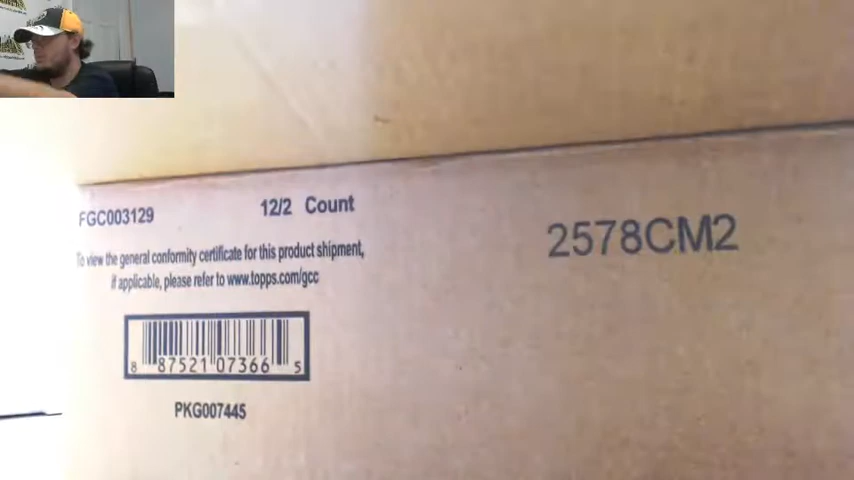 FGC003129
12/2 Count
2578CM2
To view the general conformity certificate for this product shipment,
if applicable, please refer to www.topps.com/gcc
8 87521 07366 5
PKG007445